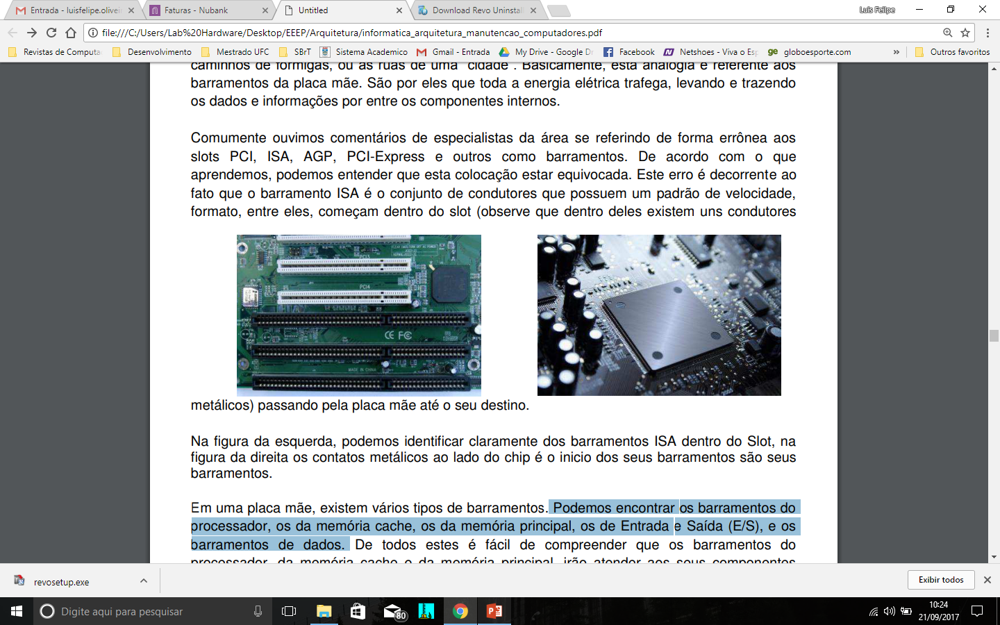 Entrada - luisfelipe.olivei
Faturas - Nubank
Untitled
Download Revo Uninstal
Luis Felipe
file:///C:/Users/Lab%20Hardware/Desktop/EEEP/Arquitetura/informatica_arquitetura_manutencao_computadores.pdf
Revistas de Computa
Desenvolvimento
Mestrado UFC
SBrT
Sistema Academico
Gmail - Entrada
My Drive - Google Dr
Facebook
Netshoes - Viva o Esp
globoesporte.com
»
Outros favoritos
caminhos de formigas, ou as ruas de uma "cidade". Basicamente, esta analogia é referente aos
barramentos da placa mãe. São por eles que toda a energia elétrica trafega, levando e trazendo
os dados e informações por entre os componentes internos.
Comumente ouvimos comentários de especialistas da área se referindo de forma errônea aos
slots PCI, ISA, AGP, PCI-Express e outros como barramentos. De acordo com o que
aprendemos, podemos entender que esta colocação estar equivocada. Este erro é decorrente ao
fato que o barramento ISA é o conjunto de condutores que possuem um padrão de velocidade,
formato, entre eles, começam dentro do slot (observe que dentro deles existem uns condutores
PCI3
PCI4
CE FC
MADE IN CHINA
metálicos) passando pela placa mãe até o seu destino.
Na figura da esquerda, podemos identificar claramente dos barramentos ISA dentro do Slot, na
figura da direita os contatos metálicos ao lado do chip é o inicio dos seus barramentos são seus
barramentos.
Em uma placa mãe, existem vários tipos de barramentos. Podemos encontrar os barramentos do
processador, os da memória cache, os da memória principal, os de Entrada e Saída (E/S), e os
barramentos de dados. De todos estes é fácil de compreender que os barramentos do
processador, da memória cache e da memória principal, irão atender aos seus componentes
revosetup.exe
Exibir todos
Digite aqui para pesquisar
80
10:24
21/09/2017